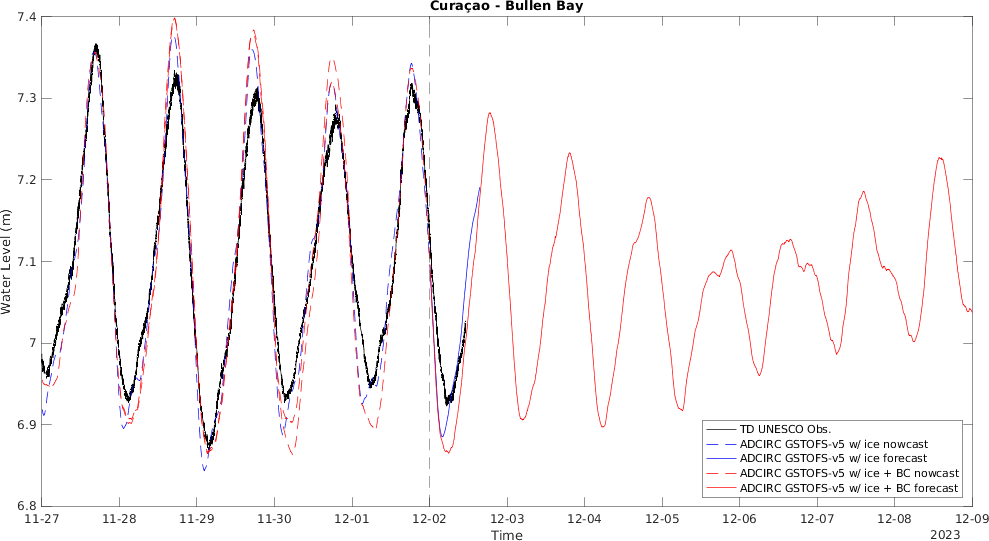 Curaçao - Bullen Bay
7.4
7.3
7.2
7.1
7
6.9
6.8
Water Level (m)
11-27
11-28
11-29
11-30
12-01
12-02
12-03
12-04
12-05
12-06
12-07
12-08
12-09
Time
2023
TD UNESCO Obs.
ADCIRC GSTOFS-v5 w/ ice nowcast
ADCIRC GSTOFS-v5 w/ ice forecast
ADCIRC GSTOFS-v5 w/ ice + BC nowcast
ADCIRC GSTOFS-v5 w/ ice + BC forecast